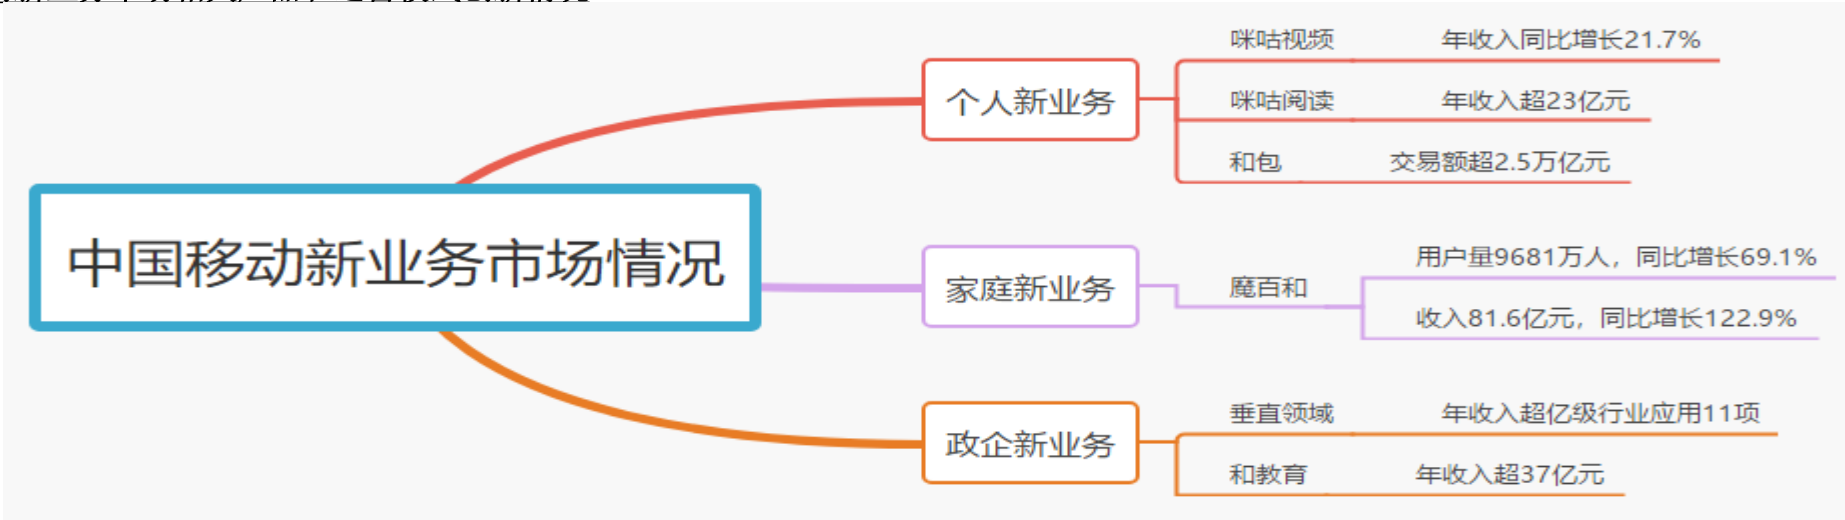 中国移动新业务市场情况
个人新业务
咪咕视频 年收入同比增长21.7%
咪咕阅读 年收入超23亿元
和包 交易额超2.5万亿元
家庭新业务
魔百和
用户量9681万人，同比增长69.1%
收入81.6亿元，同比增长122.9%
政企新业务
垂直领域 年收入超亿级行业应用11项
和教育 年收入超37亿元